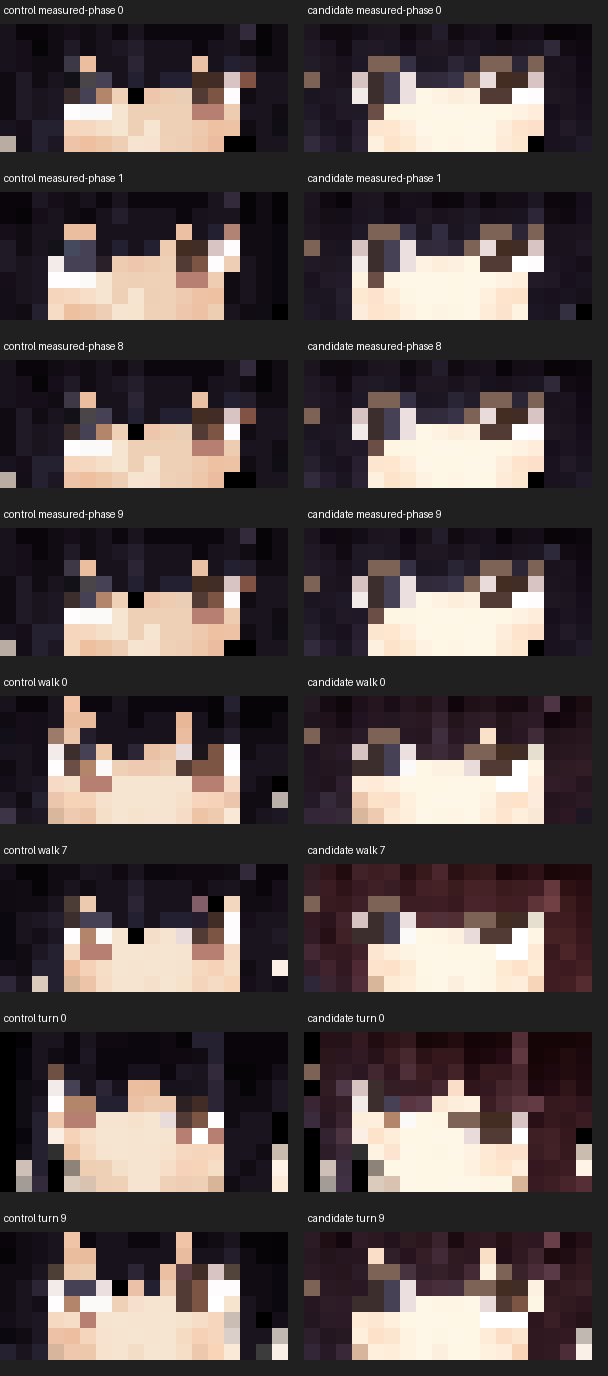 control measured-phase 0
candidate measured-phase 0
control measured-phase 1
candidate measured-phase 1
control measured-phase 8
candidate measured-phase 8
control measured-phase 9
candidate measured-phase 9
control walk 0
candidate walk 0
control walk 7
candidate walk 7
control turn 0
candidate turn 0
control turn 9
candidate turn 9